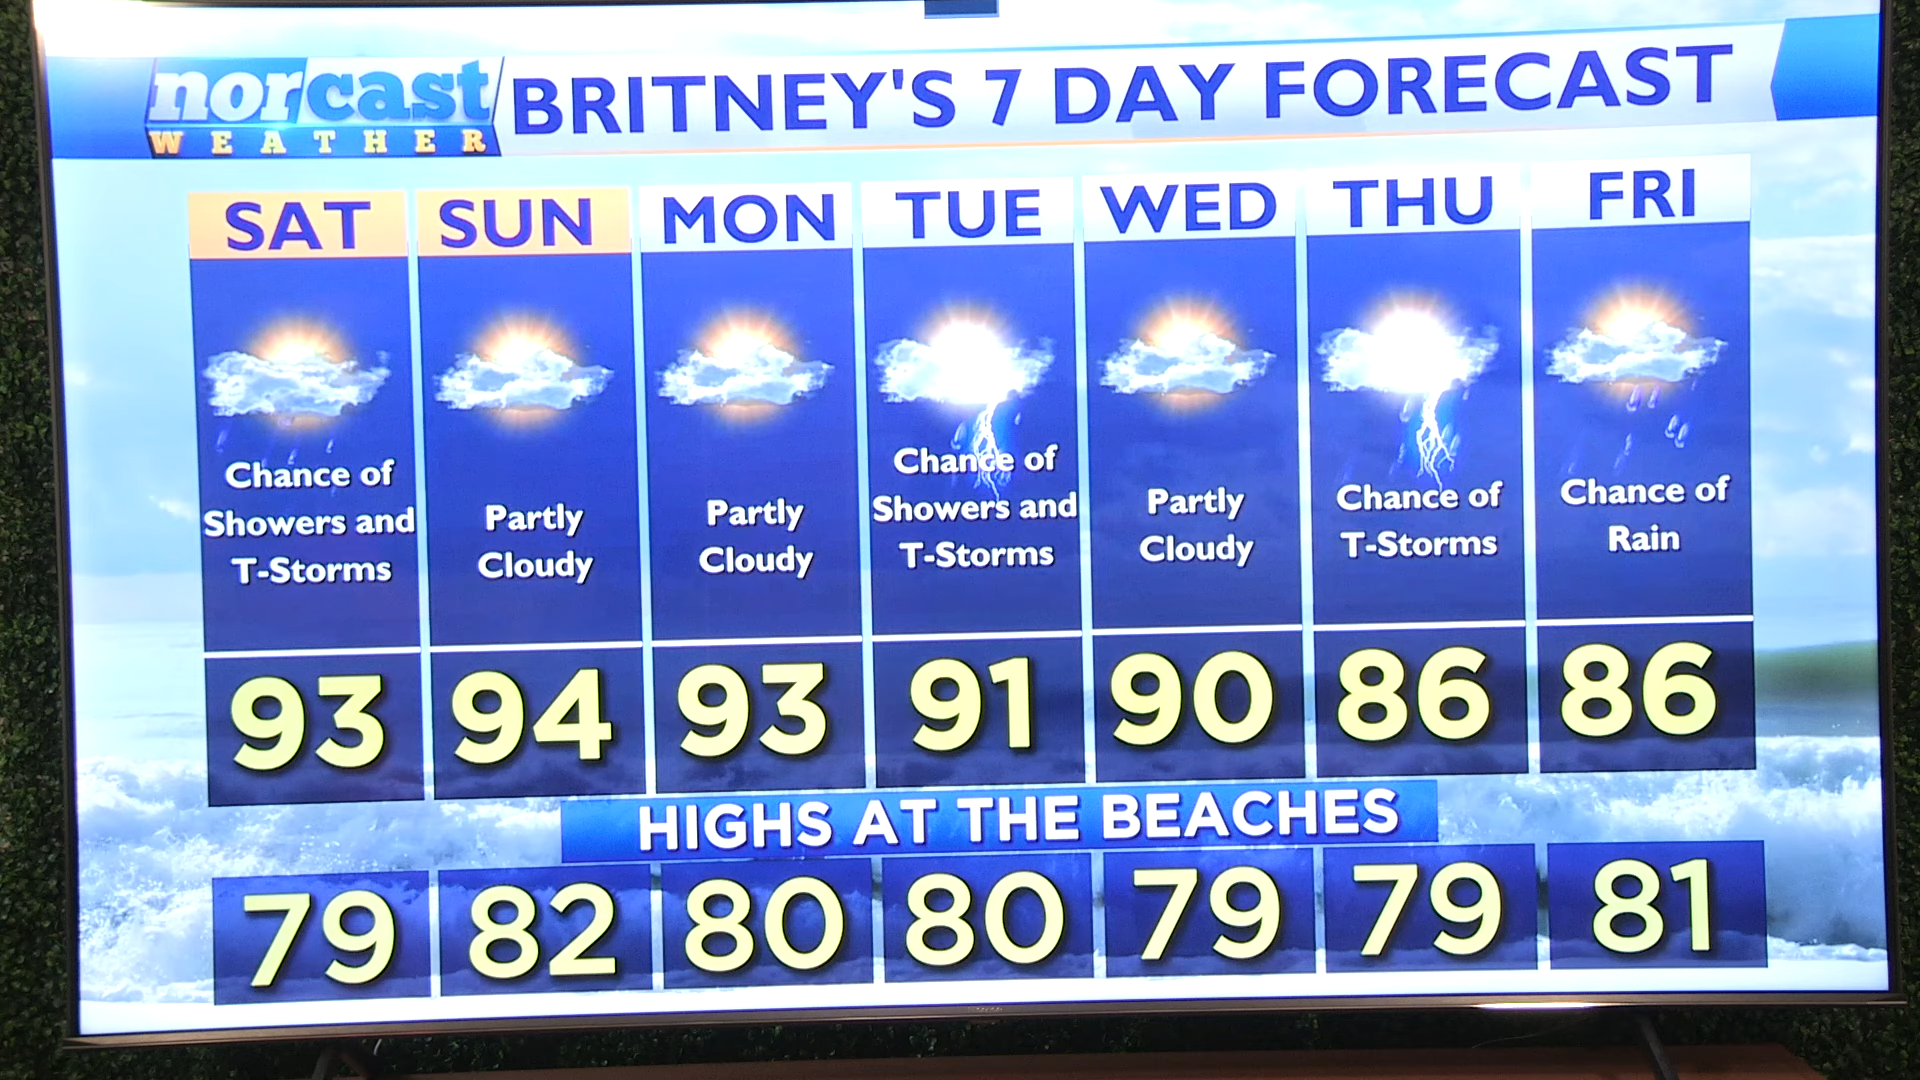 norcast
WEATHER
BRITNEY'S 7 DAY FORECAST
SAT SUN MON TUE WED THU FRI
Chance of
Showers and
T-Storms
Partly
Cloudy
Partly
Cloudy
Chance of
Showers and
T-Storms
Partly
Cloudy
Chance of
T-Storms
Chance of
Rain
93 94 93 91 90 86 86
HIGHS AT THE BEACHES
79 82 80 80 79 79 81